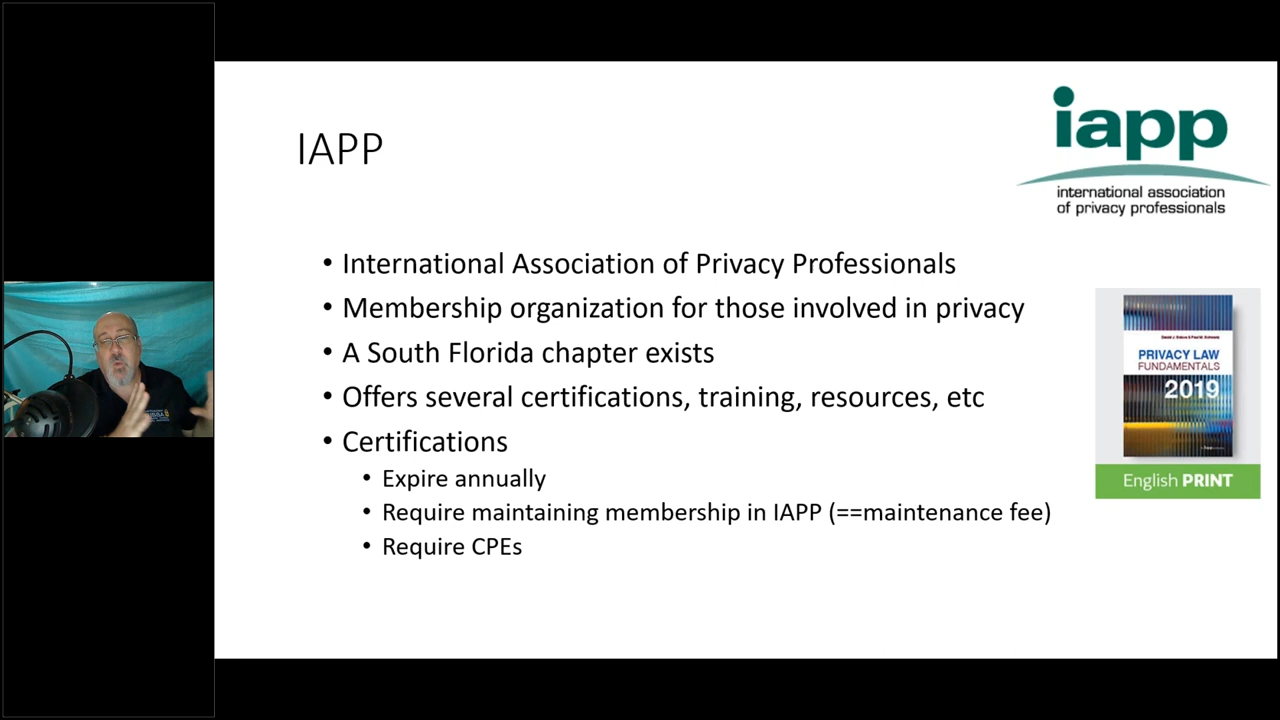 IAPP
iapp
international association
of privacy professionals
• International Association of Privacy Professionals
• Membership organization for those involved in privacy
• A South Florida chapter exists
• Offers several certifications, training, resources, etc
• Certifications
• Expire annually
• Require maintaining membership in IAPP (==maintenance fee)
• Require CPEs
PRIVACY LAW
FUNDAMENTALS
2019
English PRINT